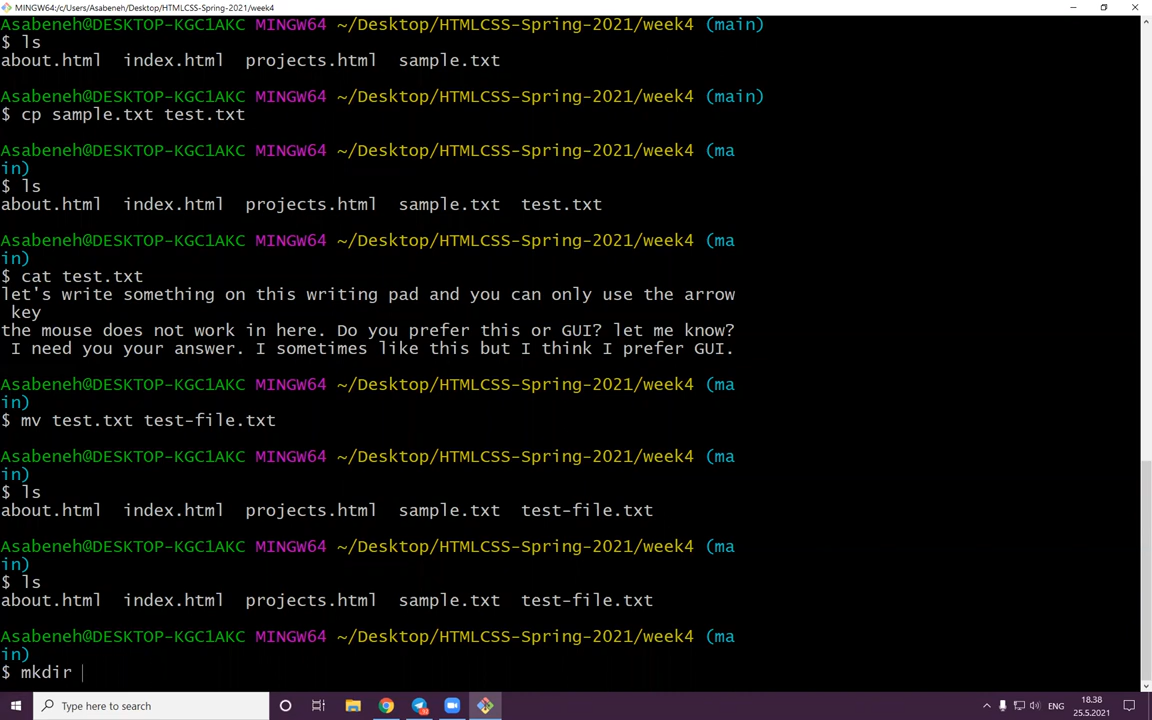 MINGW64:/c/Users/Asabeneh/Desktop/HTMLCSS-Spring-2021/week4
Asabeneh@DESKTOP-KGC1AKC MINGW64 ~/Desktop/HTMLCSS-Spring-2021/week4 (main)
$ ls
about.html  index.html  projects.html  sample.txt
Asabeneh@DESKTOP-KGC1AKC MINGW64 ~/Desktop/HTMLCSS-Spring-2021/week4 (main)
$ cp sample.txt test.txt
Asabeneh@DESKTOP-KGC1AKC MINGW64 ~/Desktop/HTMLCSS-Spring-2021/week4 (ma
in)
$ ls
about.html  index.html  projects.html  sample.txt  test.txt
Asabeneh@DESKTOP-KGC1AKC MINGW64 ~/Desktop/HTMLCSS-Spring-2021/week4 (ma
in)
$ cat test.txt
let's write something on this writing pad and you can only use the arrow
 key
the mouse does not work in here. Do you prefer this or GUI? let me know?
 I need you your answer. I sometimes like this but I think I prefer GUI.
Asabeneh@DESKTOP-KGC1AKC MINGW64 ~/Desktop/HTMLCSS-Spring-2021/week4 (ma
in)
$ mv test.txt test-file.txt
Asabeneh@DESKTOP-KGC1AKC MINGW64 ~/Desktop/HTMLCSS-Spring-2021/week4 (ma
in)
$ ls
about.html  index.html  projects.html  sample.txt  test-file.txt
Asabeneh@DESKTOP-KGC1AKC MINGW64 ~/Desktop/HTMLCSS-Spring-2021/week4 (ma
in)
$ ls
about.html  index.html  projects.html  sample.txt  test-file.txt
Asabeneh@DESKTOP-KGC1AKC MINGW64 ~/Desktop/HTMLCSS-Spring-2021/week4 (ma
in)
$ mkdir
Type here to search
ENG
18.38
25.5.2021